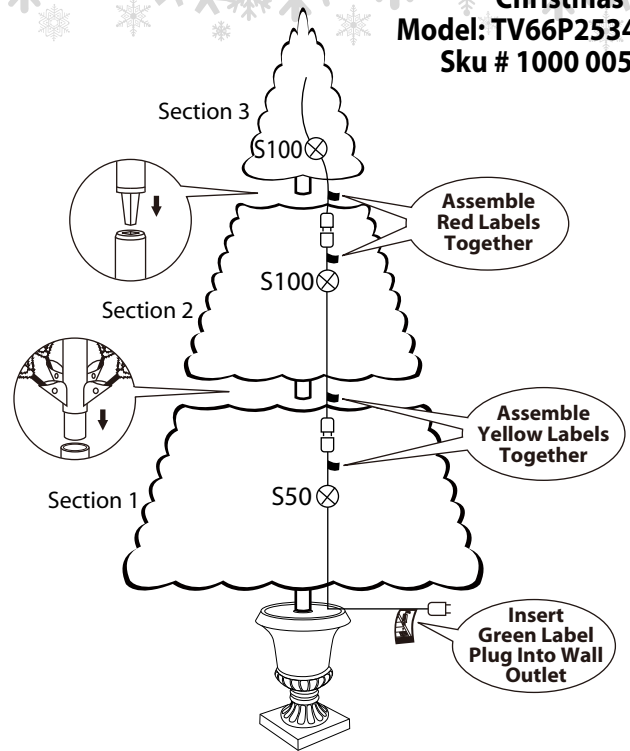 Christmas
Model: TV66P2534
Sku # 1000 005
Section 3
S100
Assemble
Red Labels
Together
S100
Section 2
Assemble
Yellow Labels
Together
Section 1
S50
Insert
Green Label
Plug Into Wall
Outlet